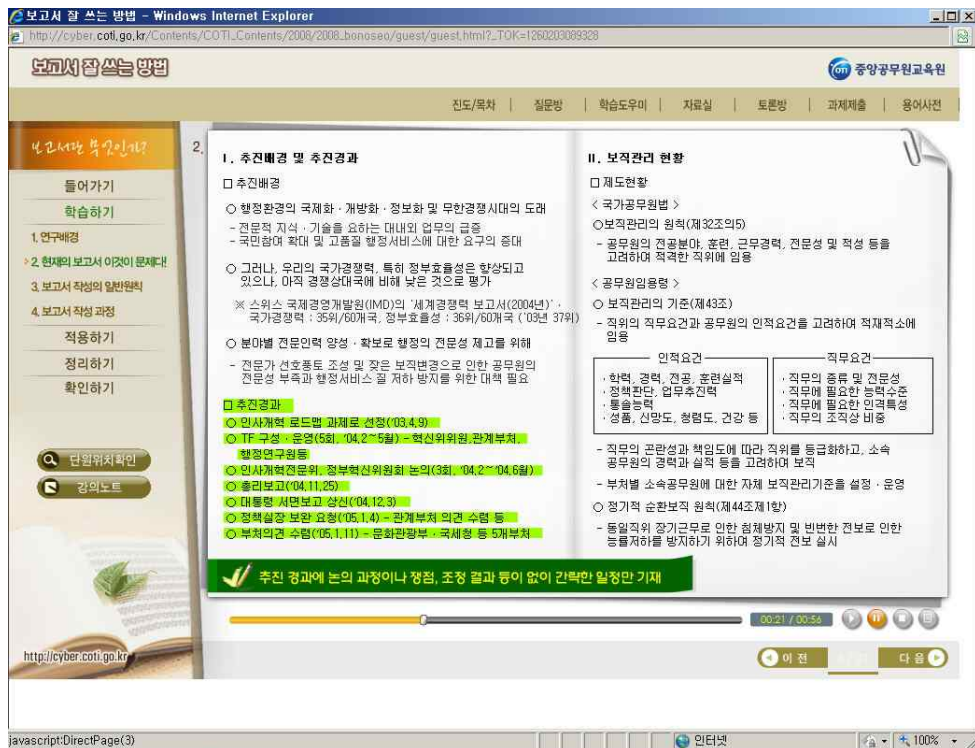 보고서 잘 쓰는 방법 - Windows Internet Explorer
http://cyber.coti.go.kr/Contents/COTI_Contents/2008/2008_bonoseo/guest/guest.html?_TOK=1260203089328
보고서 잘 쓰는 방법
중앙공무원교육원
진도/목차 | 질문방 | 학습도우미 | 자료실 | 토론방 | 과제제출 | 용어사전
보고서란 무엇인가?
들어가기
학습하기
1. 연구배경
2. 현재의 보고서 이것이 문제다!
3. 보고서 작성의 일반원칙
4. 보고서 작성 과정
적용하기
정리하기
확인하기
단원위치확인
강의노트
http://cyber.coti.go.kr
2.
Ⅰ. 추진배경 및 추진경과
□ 추진배경
○ 행정환경의 국제화·개방화·정보화 및 무한경쟁시대의 도래
- 전문적 지식·기술을 요하는 대내외 업무의 급증
- 국민참여 확대 및 고품질 행정서비스에 대한 요구의 증대
○ 그러나, 우리의 국가경쟁력, 특히 정부효율성은 향상되고
있으나, 아직 경쟁상대국에 비해 낮은 것으로 평가
※ 스위스 국제경영개발원(IMD)의 '세계경쟁력 보고서(2004년)'·
국가경쟁력 : 35위/60개국, 정부효율성 : 36위/60개국 ('03년 37위)
○ 분야별 전문인력 양성·확보로 행정의 전문성 제고를 위해
- 전문가 선호풍토 조성 및 잦은 보직변경으로 인한 공무원의
전문성 부족과 행정서비스 질 저하 방지를 위한 대책 필요
□ 추진경과
○ 인사개혁 로드맵 과제로 선정('03,4,9)
○ TF 구성·운영(5회, '04,2~5월) - 혁신위위원,관계부처,
행정연구원등
○ 인사개혁전문위, 정부혁신위원회 논의(3회, '04,2~'04,6월)
○ 총리보고('04,11,25)
○ 대통령 서면보고 상신('04,12,3)
○ 정책실장 보완 요청('05,1,4) - 관계부처 의견 수렴 등
○ 부처의견 수렴('05,1,11) - 문화관광부·국세청 등 5개부처
Ⅱ. 보직관리 현황
□ 제도현황
< 국가공무원법 >
○보직관리의 원칙(제32조의5)
- 공무원의 전공분야, 훈련, 근무경력, 전문성 및 적성 등을
고려하여 적격한 직위에 임용
< 공무원임용령 >
○ 보직관리의 기준(제43조)
- 직위의 직무요건과 공무원의 인적요건을 고려하여 적재적소에
임용
인적요건
· 학력, 경력, 전공, 훈련실적
· 정책판단, 업무추진력
· 통솔능력
· 성품, 신망도, 청렴도, 건강 등
직무요건
· 직무의 종류 및 전문성
· 직무에 필요한 능력수준
· 직무에 필요한 인격특성
· 직무의 조직상 비중
- 직무의 곤란성과 책임도에 따라 직위를 등급화하고, 소속
공무원의 경력과 실적 등을 고려하여 보직
- 부처별 소속공무원에 대한 자체 보직관리기준을 설정·운영
○ 정기적 순환보직 원칙(제44조제1항)
- 동일직위 장기근무로 인한 침체방지 및 빈번한 전보로 인한
능률저하를 방지하기 위하여 정기적 전보 실시
추진 경과에 논의 과정이나 쟁점, 조정 결과 등이 없이 간략한 일정만 기재
00:21 / 00:56
이전
다음
javascript:DirectPage(3)
인터넷
100%